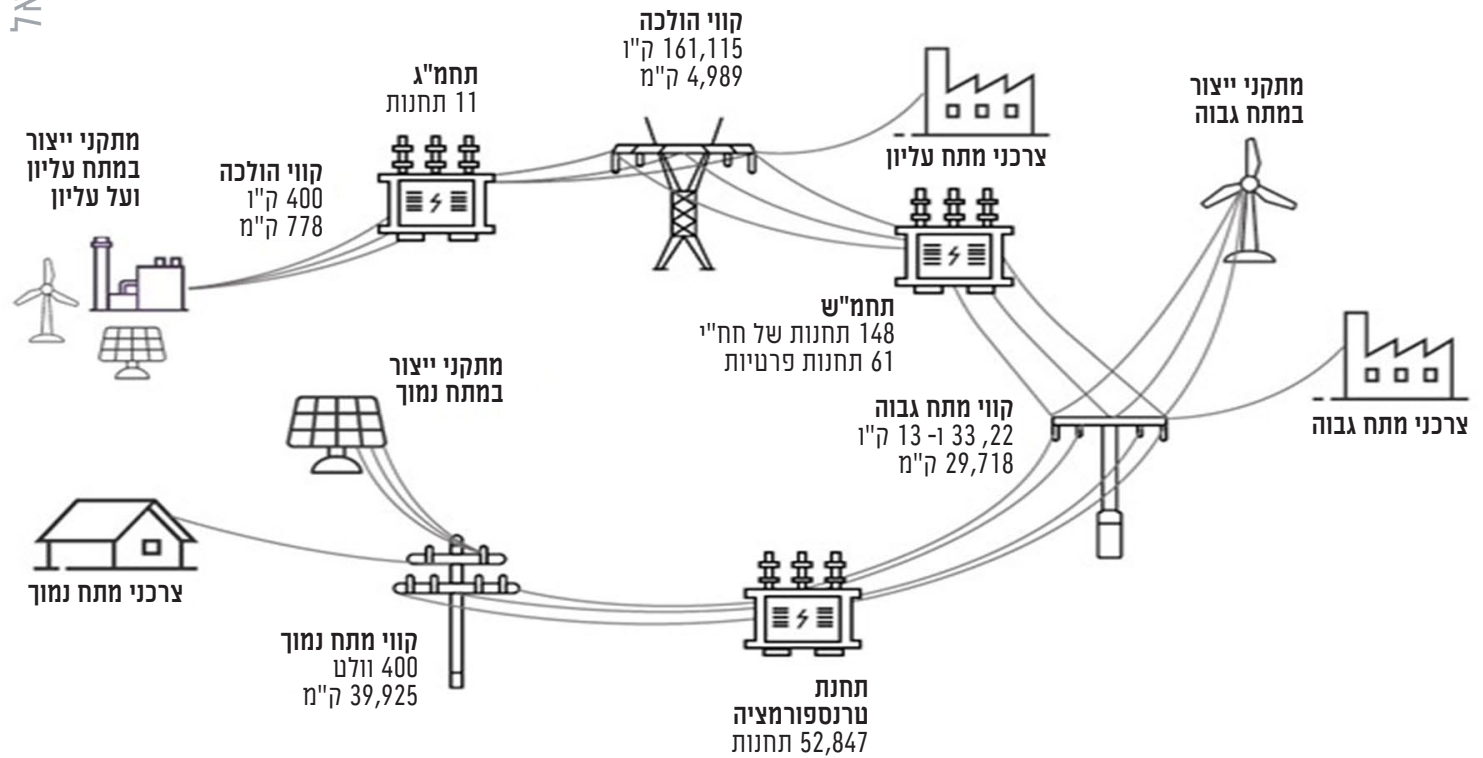 קווי הולכה
161,115 ק"ו
4,989 ק"מ
תחמ"ג
11 תחנות
מתקני ייצור
במתח גבוה
צרכני מתח עליון
מתקני ייצור
במתח עליון
ועל עליון
קווי הולכה
400 ק"ו
778 ק"מ
תחמ"ש
148 תחנות של חח"י
61 תחנות פרטיות
מתקני ייצור
במתח נמוך
קווי מתח גבוה
22, 33 ו- 13 ק"ו
29,718 ק"מ
צרכני מתח גבוה
צרכני מתח נמוך
קווי מתח נמוך
400 וולט
39,925 ק"מ
תחנת
טרנספורמציה
52,847 תחנות